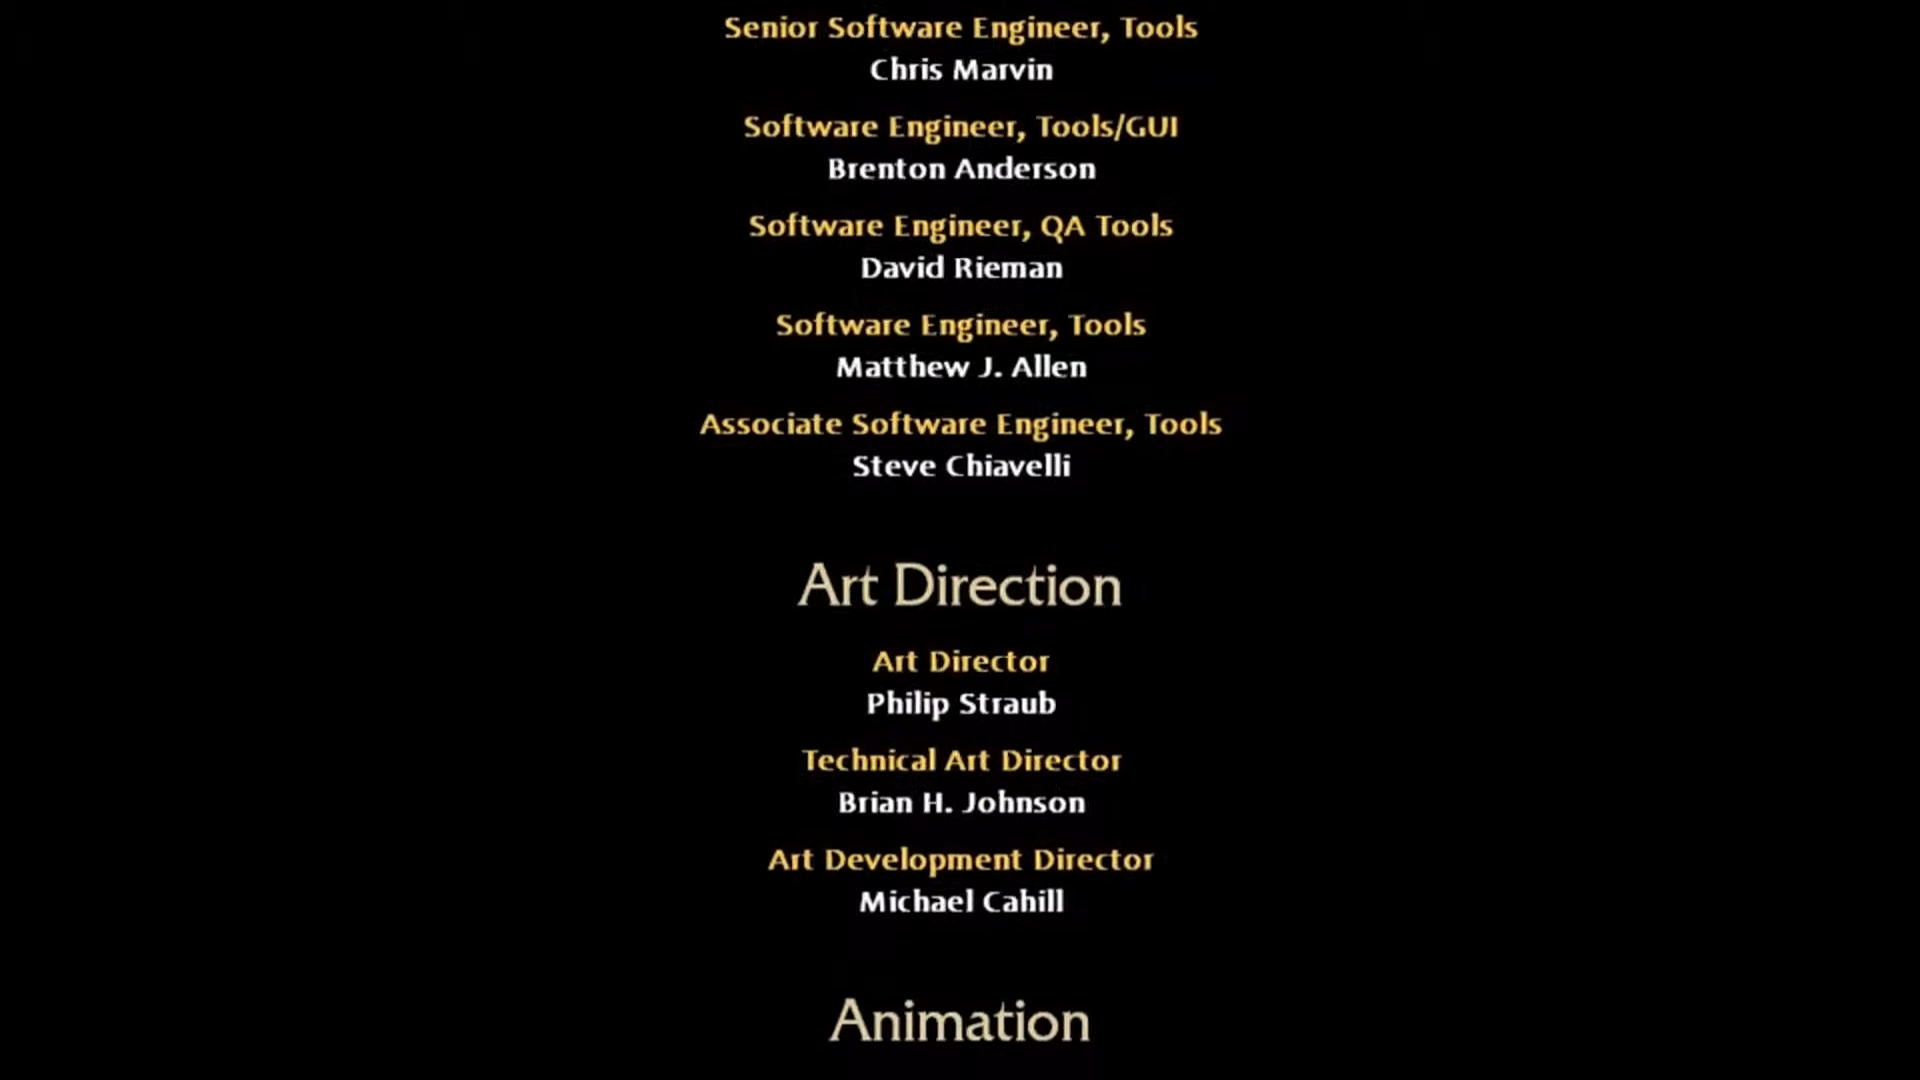 Senior Software Engineer, Tools
Chris Marvin
Software Engineer, Tools/GUI
Brenton Anderson
Software Engineer, QA Tools
David Rieman
Software Engineer, Tools
Matthew J. Allen
Associate Software Engineer, Tools
Steve Chiavelli
Art Direction
Art Director
Philip Straub
Technical Art Director
Brian H. Johnson
Art Development Director
Michael Cahill
Animation